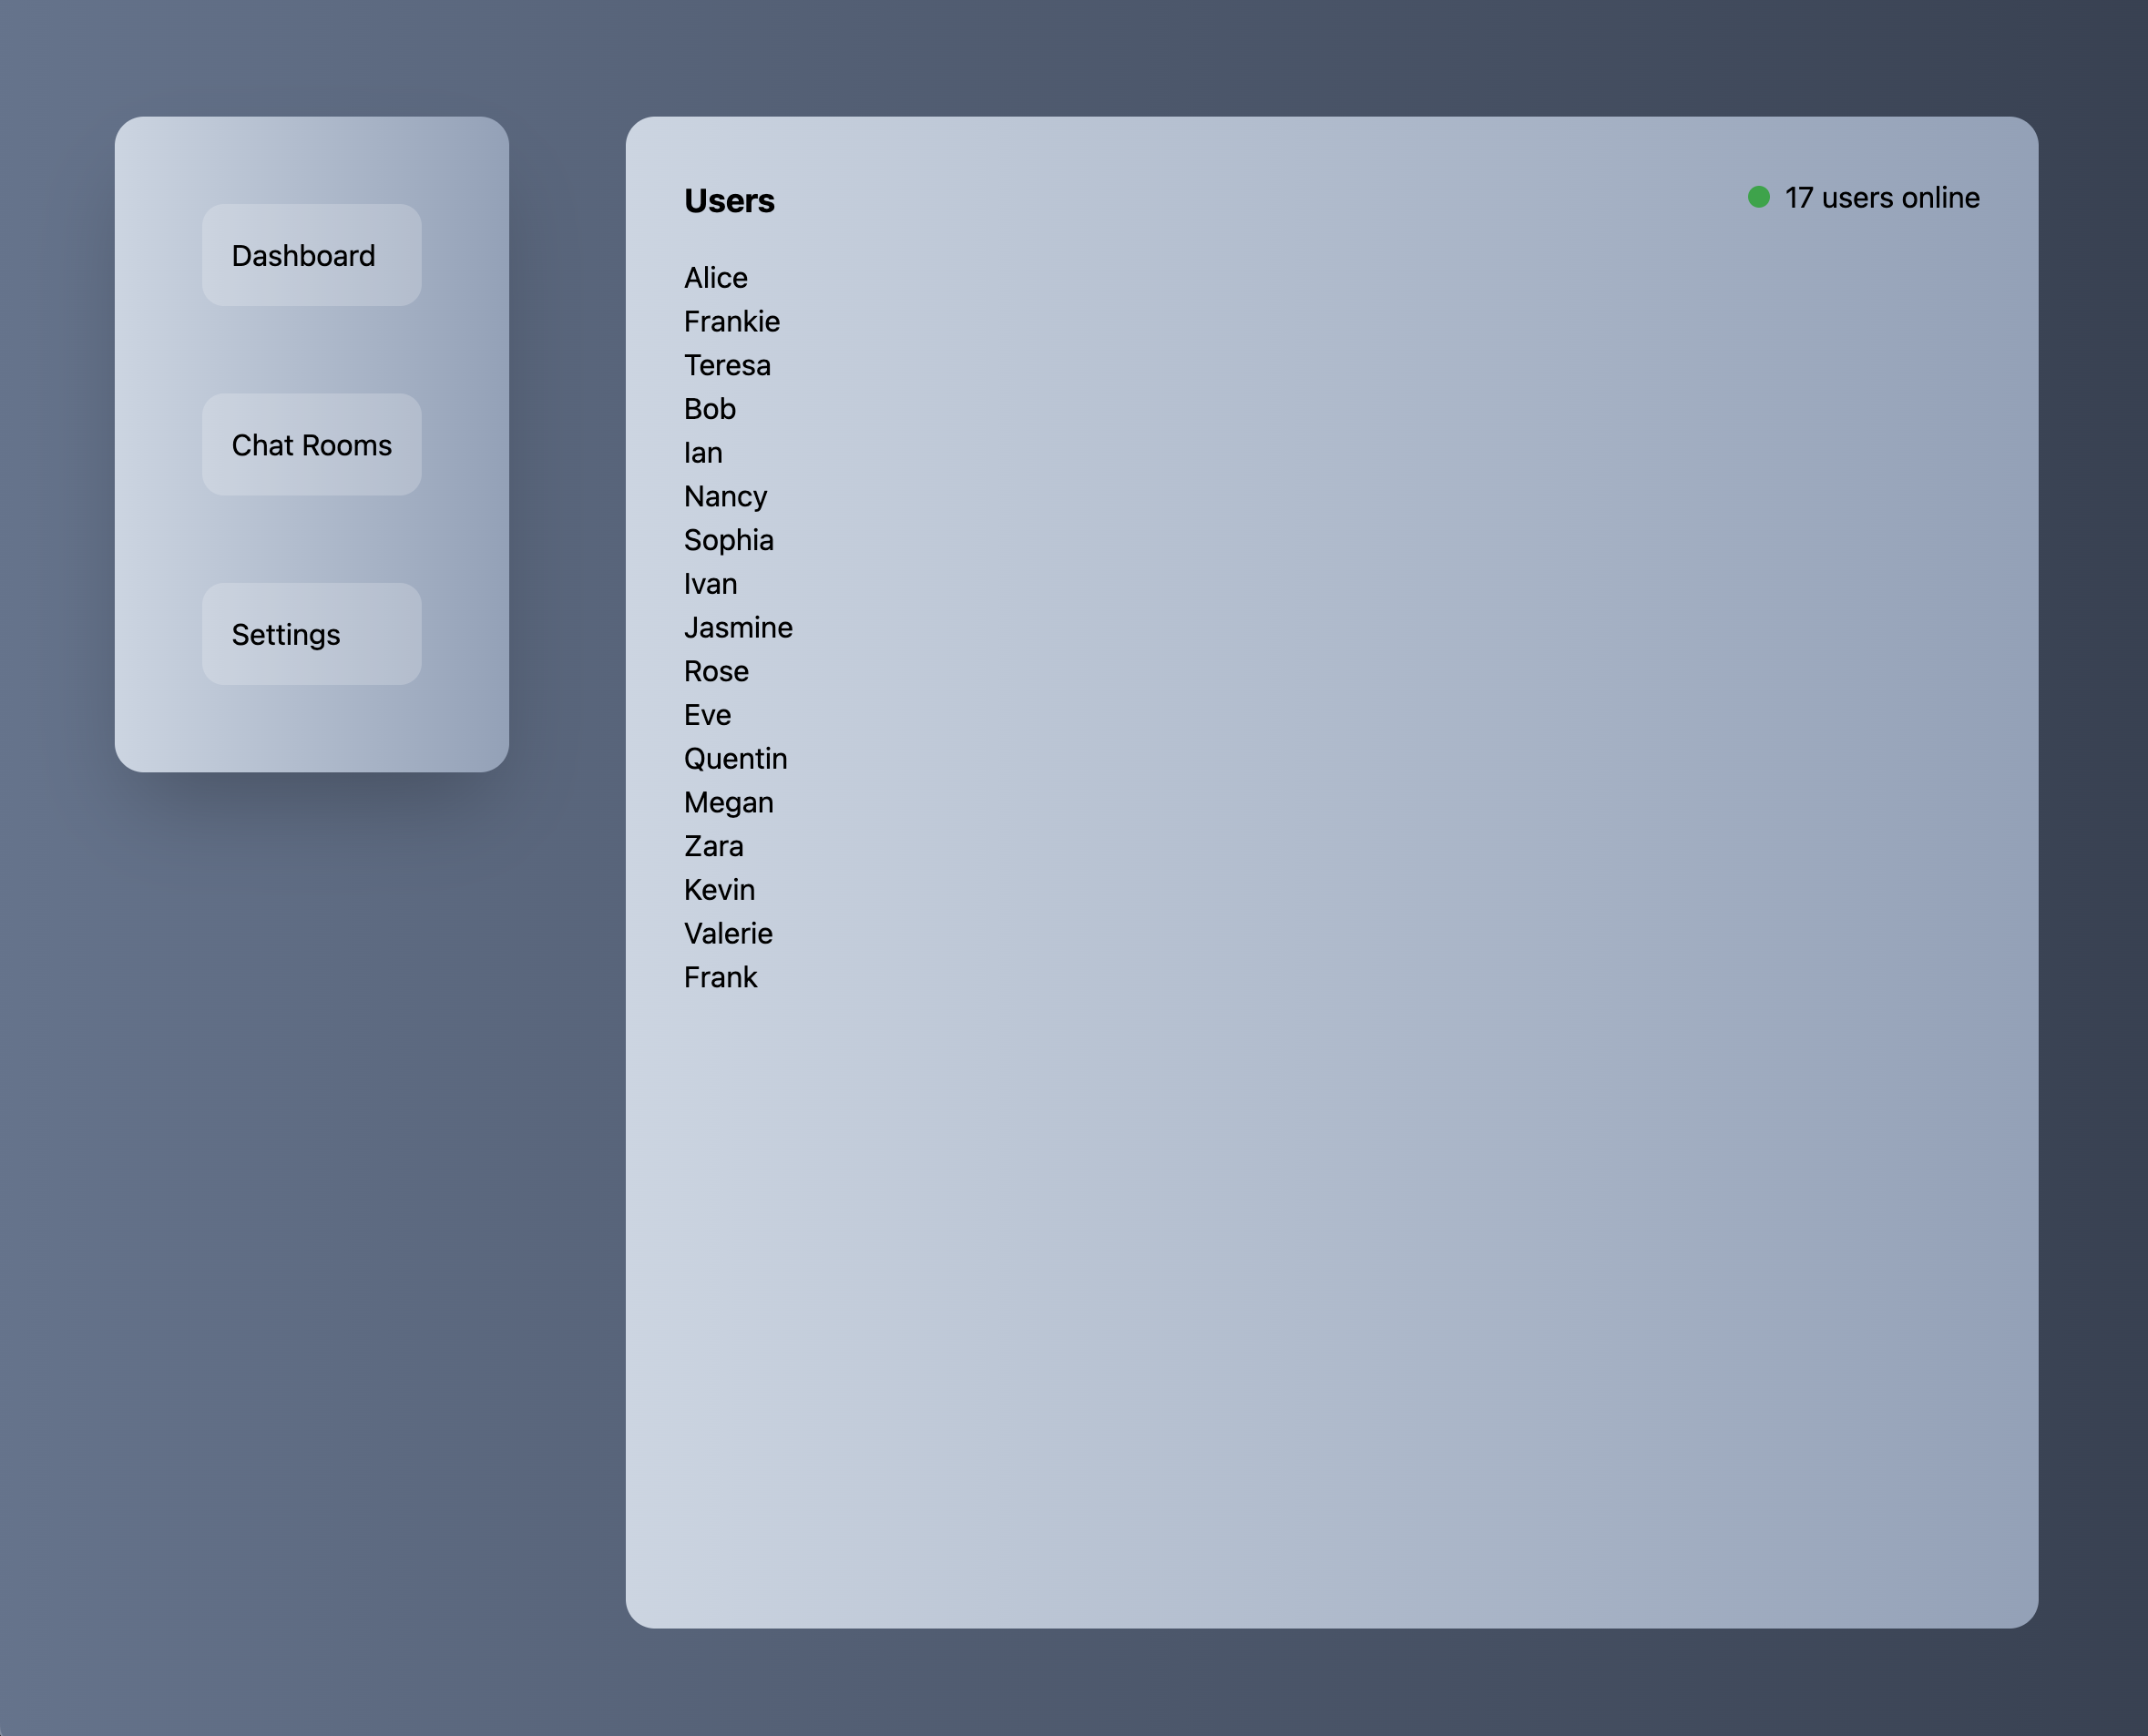 Dashboard
Chat Rooms
Settings
Users
17 users online
Alice
Frankie
Teresa
Bob
Ian
Nancy
Sophia
Ivan
Jasmine
Rose
Eve
Quentin
Megan
Zara
Kevin
Valerie
Frank